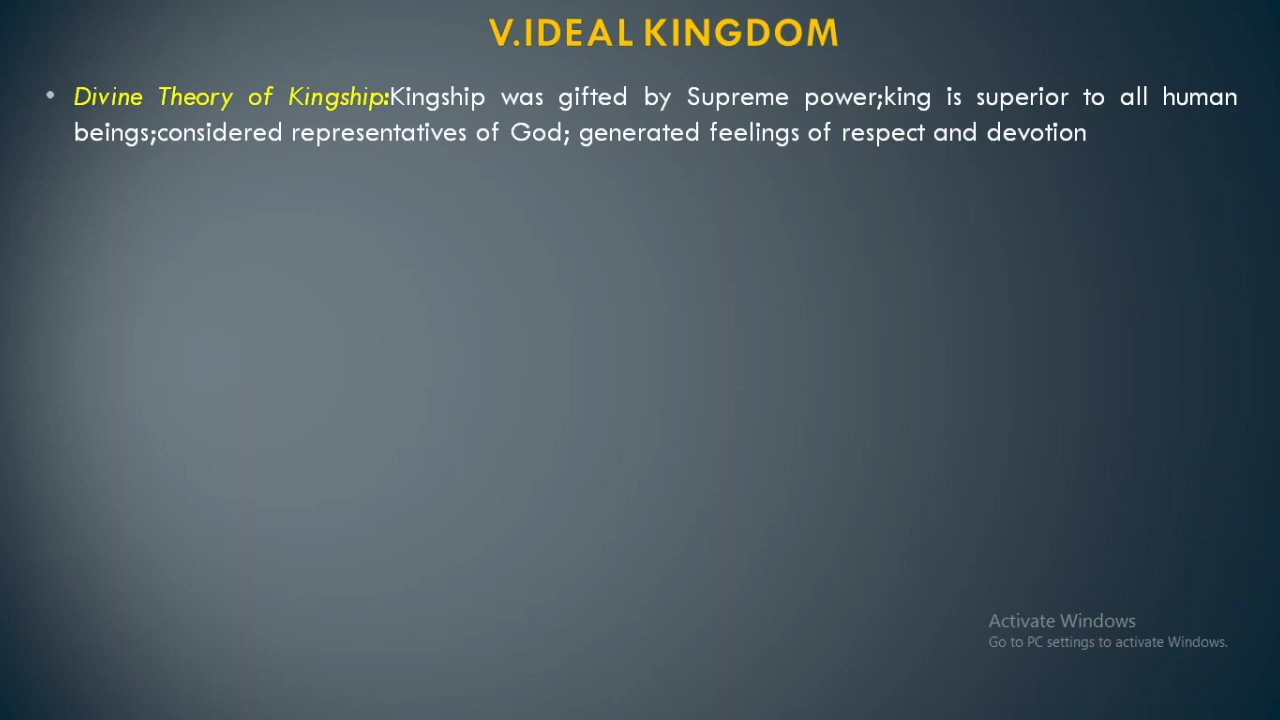 V.IDEAL KINGDOM
• Divine Theory of Kingship:Kingship was gifted by Supreme power;king is superior to all human
beings;considered representatives of God; generated feelings of respect and devotion
Activate Windows
Go to PC settings to activate Windows.